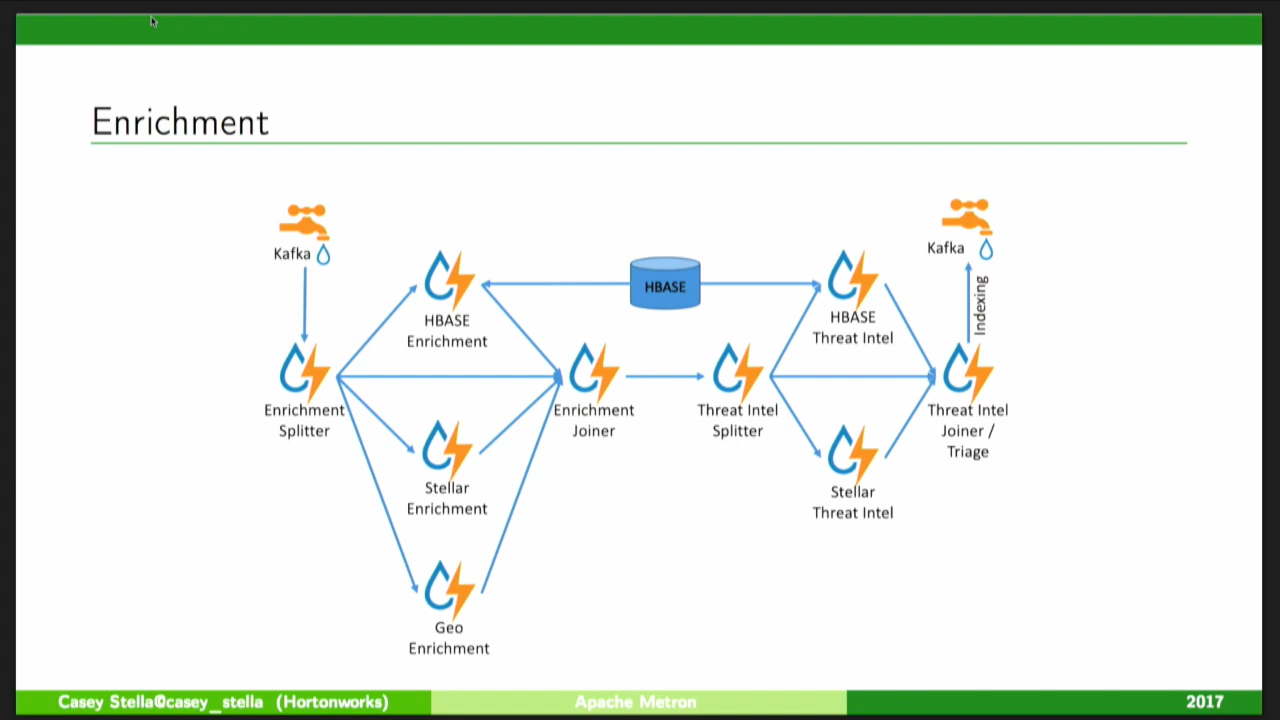 Enrichment
Kafka
Kafka
HBASE
Indexing
HBASE
Enrichment
HBASE
Threat Intel
Enrichment
Splitter
Enrichment
Joiner
Threat Intel
Splitter
Threat Intel
Joiner /
Triage
Stellar
Enrichment
Stellar
Threat Intel
Geo
Enrichment
Casey Stella@casey_stella (Hortonworks)
Apache Metron
2017